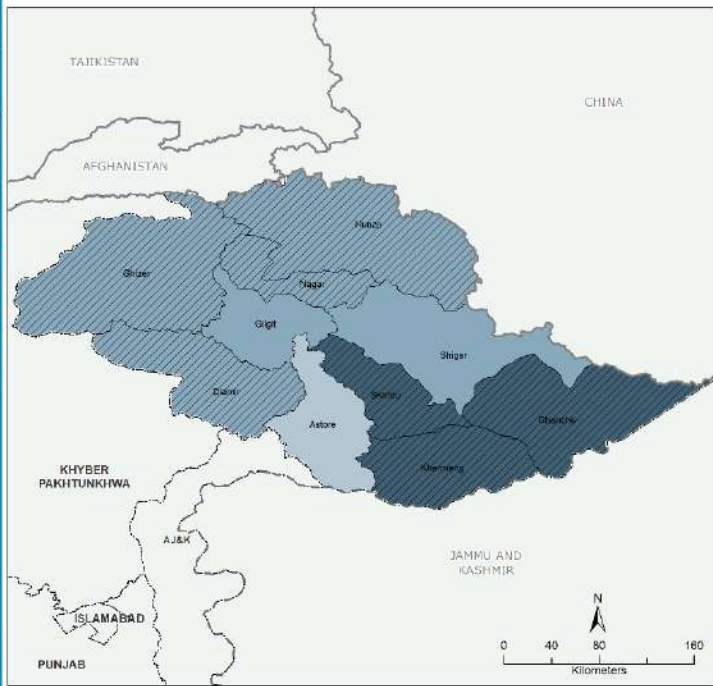 TAJIKISTAN
CHINA
AFGHANISTAN
Hunza
Ghizer
Nagar
Gilgit
Shigar
Diamir
Skardu
Ghanche
Astore
Kharmang
KHYBER
PAKHTUNKHWA
AJ&K
JAMMU AND
KASHMIR
ISLAMABAD
PUNJAB
N
0 40 80 160
Kilometers